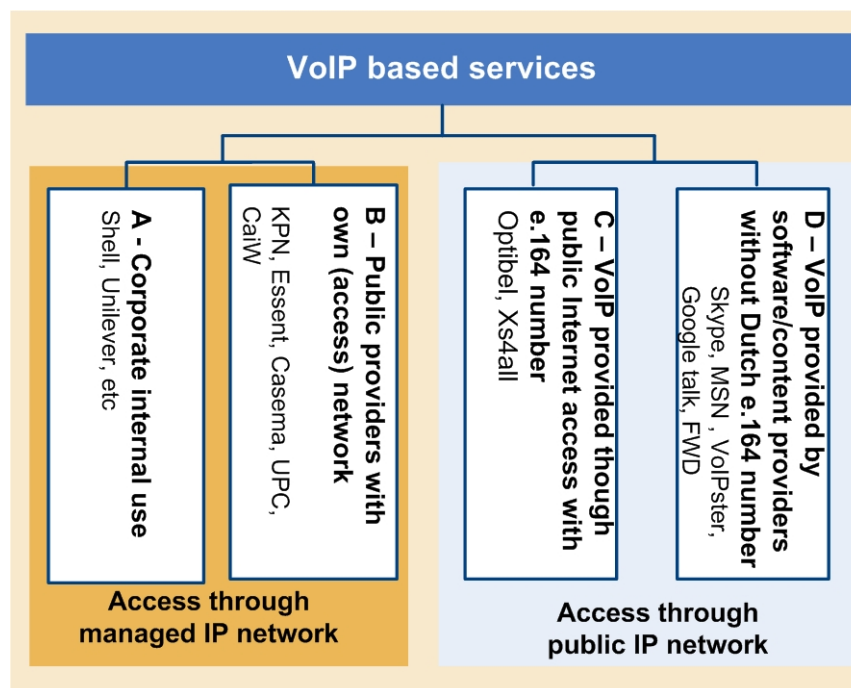 VoIP based services
A - Corporate internal use
Shell, Unilever, etc
B – Public providers with
own (access) network
KPN, Essent, Casema, UPC,
CaiW
C – VoIP provided though
public Internet access with
e.164 number
Optibel, Xs4all
D – VoIP provided by
software/content providers
without Dutch e.164 number
Skype, MSN , VoIPster,
Google talk, FWD
Access through
managed IP network
Access through
public IP network